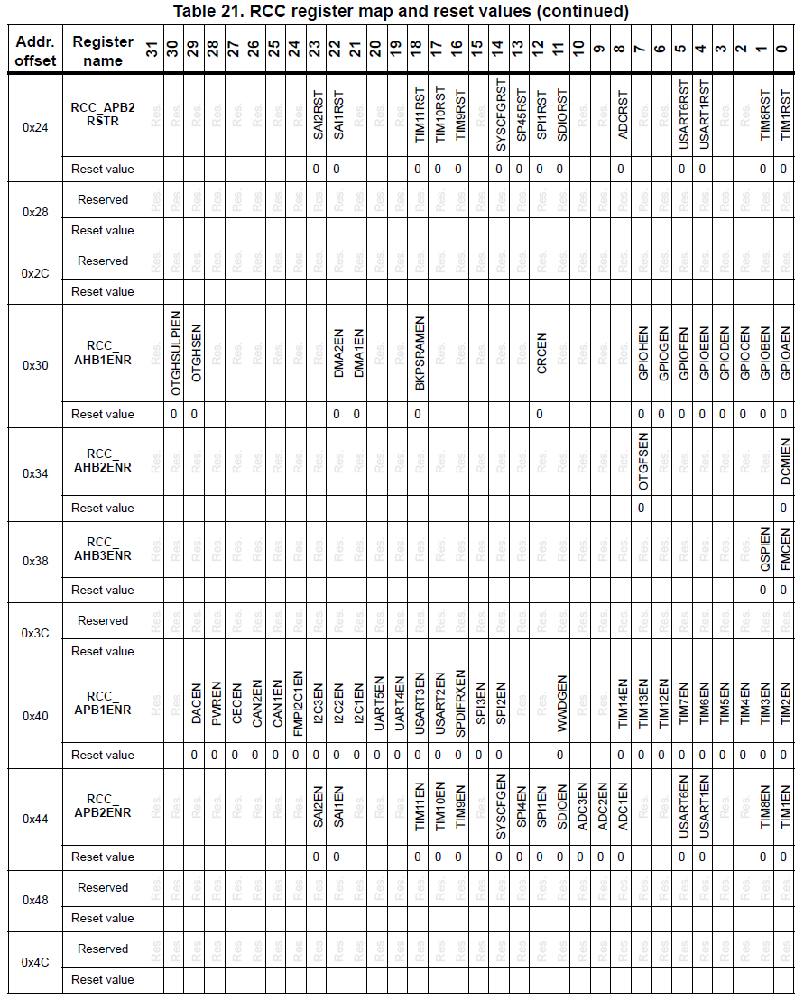 Table 21. RCC register map and reset values (continued)
Addr. offset Register name 31 30 29 28 27 26 25 24 23 22 21 20 19 18 17 16 15 14 13 12 11 10 9 8 7 6 5 4 3 2 1 0
0x24 RCC_APB2 RSTR Res. Res. Res. Res. Res. Res. Res. Res. SAI2RST SAI1RST Res. Res. Res. TIM11RST TIM10RST TIM9RST Res. SYSCFGRST SP45RST SPI1RST SDIORST Res. Res. ADCRST Res. Res. USART6RST USART1RST Res. Res. TIM8RST TIM1RST
Reset value 0 0 0 0 0 0 0 0 0 0 0 0 0 0
0x28 Reserved Res. Res. Res. Res. Res. Res. Res. Res. Res. Res. Res. Res. Res. Res. Res. Res. Res. Res. Res. Res. Res. Res. Res. Res. Res. Res. Res. Res. Res. Res. Res. Res.
Reset value
0x2C Reserved Res. Res. Res. Res. Res. Res. Res. Res. Res. Res. Res. Res. Res. Res. Res. Res. Res. Res. Res. Res. Res. Res. Res. Res. Res. Res. Res. Res. Res. Res. Res. Res.
Reset value
0x30 RCC_ AHB1ENR Res. OTGHSULPIEN OTGHSEN Res. Res. Res. Res. Res. Res. DMA2EN DMA1EN Res. Res. BKPSRAMEN Res. Res. Res. Res. Res. CRCEN Res. Res. Res. Res. GPIOHEN GPIOGEN GPIOFEN GPIOEEN GPIODEN GPIOCEN GPIOBEN GPIOAEN
Reset value 0 0 0 0 0 0 0 0 0 0 0 0 0 0
0x34 RCC_ AHB2ENR Res. Res. Res. Res. Res. Res. Res. Res. Res. Res. Res. Res. Res. Res. Res. Res. Res. Res. Res. Res. Res. Res. Res. Res. OTGFSEN Res. Res. Res. Res. Res. Res. DCMIEN
Reset value 0 0
0x38 RCC_ AHB3ENR Res. Res. Res. Res. Res. Res. Res. Res. Res. Res. Res. Res. Res. Res. Res. Res. Res. Res. Res. Res. Res. Res. Res. Res. Res. Res. Res. Res. Res. Res. QSPIEN FMCEN
Reset value 0 0
0x3C Reserved Res. Res. Res. Res. Res. Res. Res. Res. Res. Res. Res. Res. Res. Res. Res. Res. Res. Res. Res. Res. Res. Res. Res. Res. Res. Res. Res. Res. Res. Res. Res. Res.
Reset value
0x40 RCC_ APB1ENR Res. Res. DACEN PWREN CECEN CAN2EN CAN1EN FMPI2C1EN I2C3EN I2C2EN I2C1EN UART5EN UART4EN USART3EN USART2EN SPDIFRXEN SPI3EN SPI2EN Res. Res. WWDGEN Res. Res. TIM14EN TIM13EN TIM12EN TIM7EN TIM6EN TIM5EN TIM4EN TIM3EN TIM2EN
Reset value 0 0 0 0 0 0 0 0 0 0 0 0 0 0 0 0 0 0 0 0 0 0 0 0 0 0
0x44 RCC_ APB2ENR Res. Res. Res. Res. Res. Res. Res. Res. SAI2EN SAI1EN Res. Res. Res. TIM11EN TIM10EN TIM9EN Res. SYSCFGEN SPI4EN SPI1EN SDIOEN ADC3EN ADC2EN ADC1EN Res. Res. USART6EN USART1EN Res. Res. TIM8EN TIM1EN
Reset value 0 0 0 0 0 0 0 0 0 0 0 0 0 0 0 0
0x48 Reserved Res. Res. Res. Res. Res. Res. Res. Res. Res. Res. Res. Res. Res. Res. Res. Res. Res. Res. Res. Res. Res. Res. Res. Res. Res. Res. Res. Res. Res. Res. Res. Res.
Reset value
0x4C Reserved Res. Res. Res. Res. Res. Res. Res. Res. Res. Res. Res. Res. Res. Res. Res. Res. Res. Res. Res. Res. Res. Res. Res. Res. Res. Res. Res. Res. Res. Res. Res. Res.
Reset value